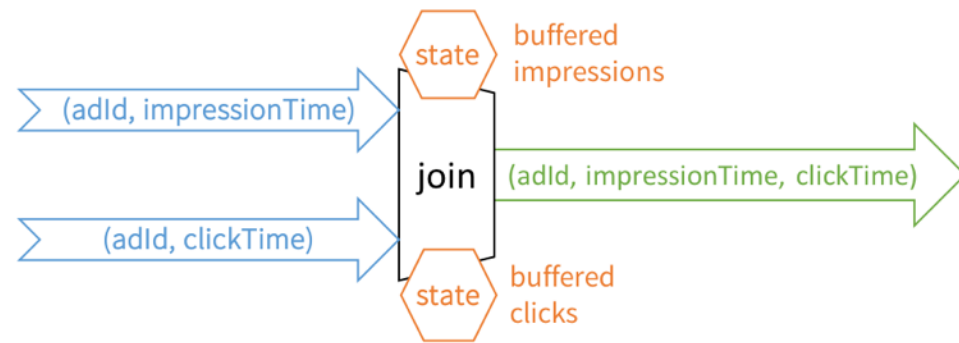 state
buffered
impressions
(adId, impressionTime)
join
(adId, impressionTime, clickTime)
(adId, clickTime)
state
buffered
clicks